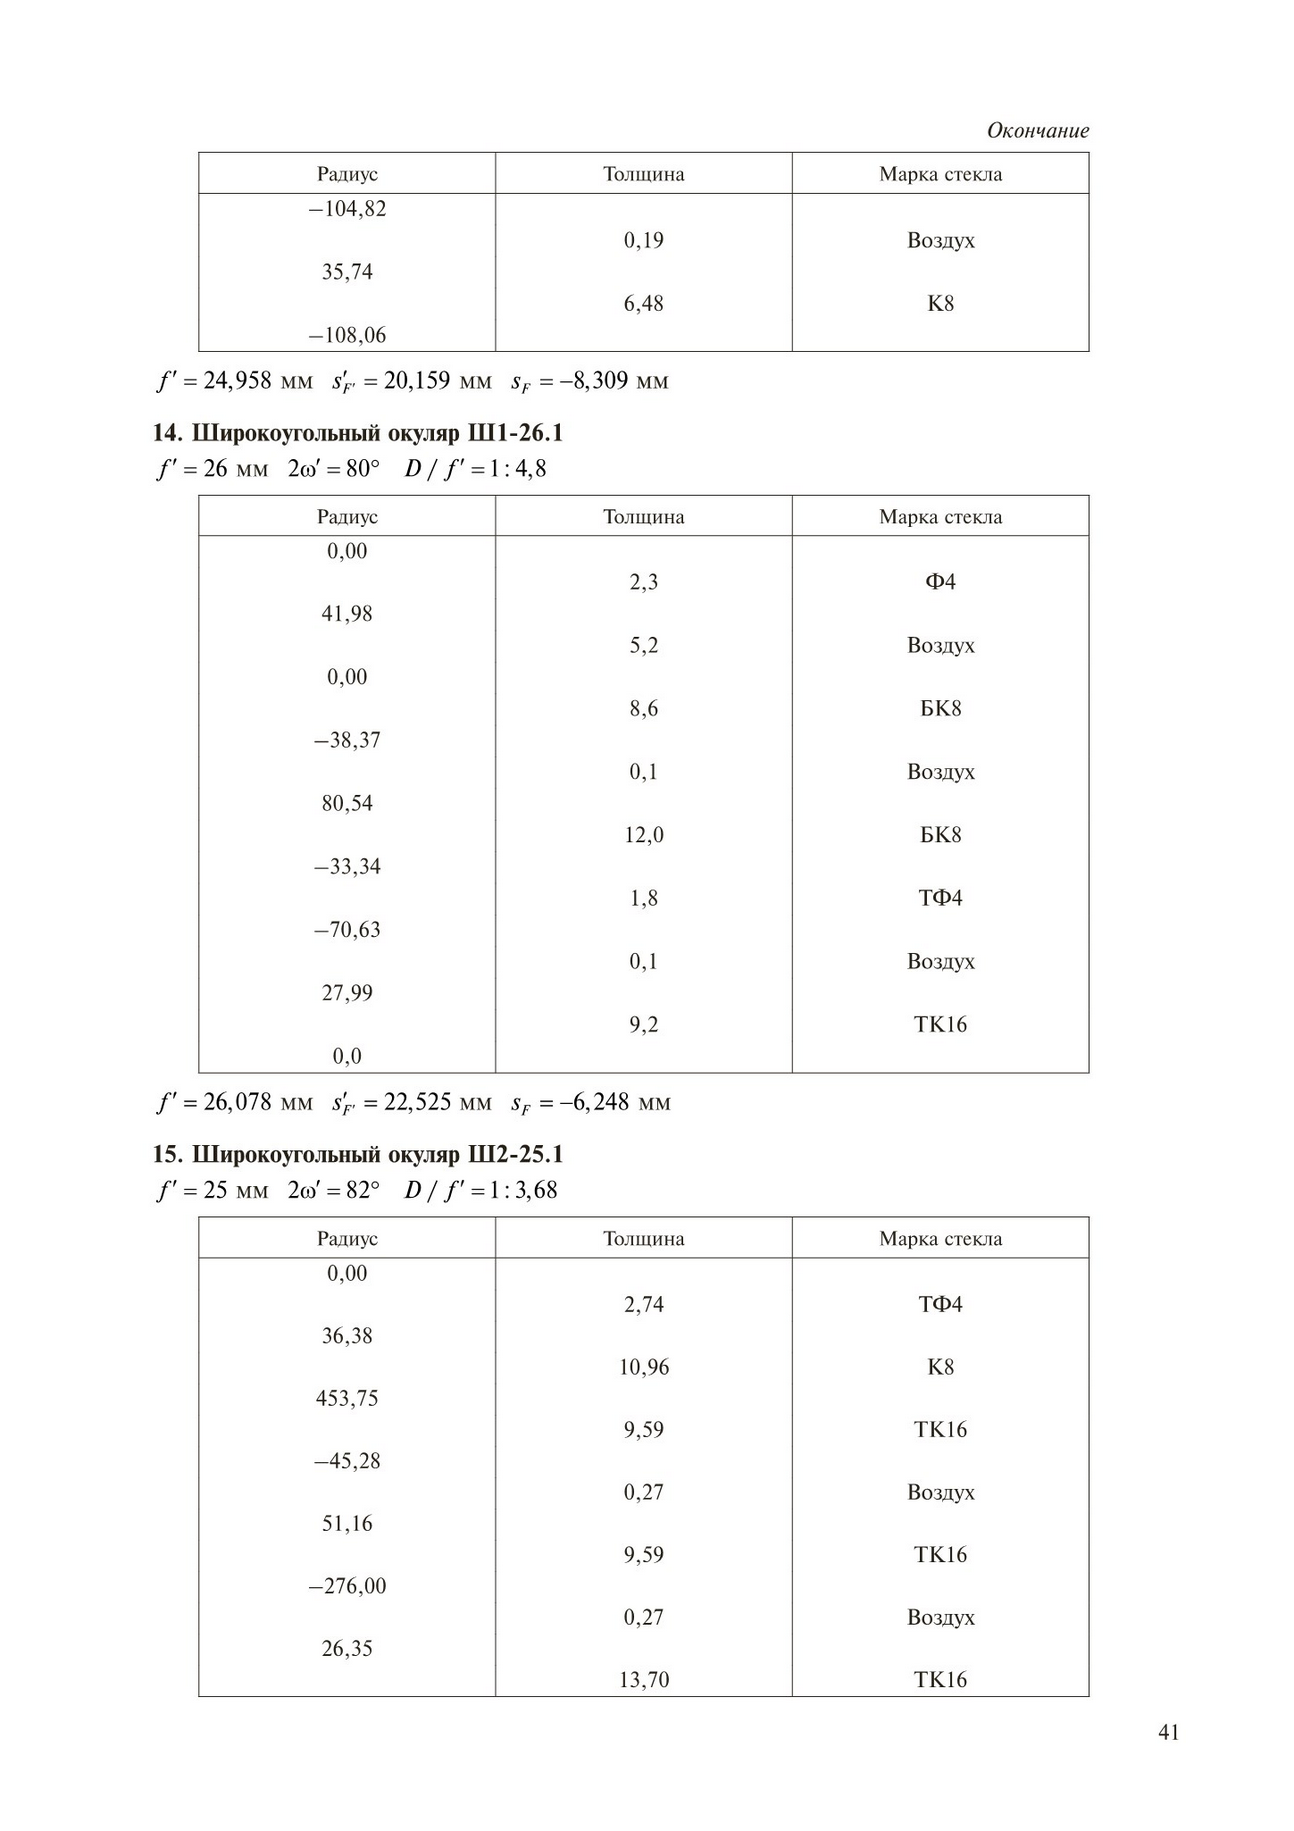 Окончание
Радиус Толщина Марка стекла
–104,82
0,19 Воздух
35,74
6,48 К8
–108,06
f′ = 24,958 мм s′F′ = 20,159 мм sF = –8,309 мм
14. Широкоугольный окуляр Ш1-26.1
f′ = 26 мм 2ω′ = 80° D / f′ = 1 : 4,8
Радиус Толщина Марка стекла
0,00
2,3 Ф4
41,98
5,2 Воздух
0,00
8,6 БК8
–38,37
0,1 Воздух
80,54
12,0 БК8
–33,34
1,8 ТФ4
–70,63
0,1 Воздух
27,99
9,2 ТК16
0,0
f′ = 26,078 мм s′F′ = 22,525 мм sF = –6,248 мм
15. Широкоугольный окуляр Ш2-25.1
f′ = 25 мм 2ω′ = 82° D / f′ = 1 : 3,68
Радиус Толщина Марка стекла
0,00
2,74 ТФ4
36,38
10,96 К8
453,75
9,59 ТК16
–45,28
0,27 Воздух
51,16
9,59 ТК16
–276,00
0,27 Воздух
26,35
13,70 ТК16
41